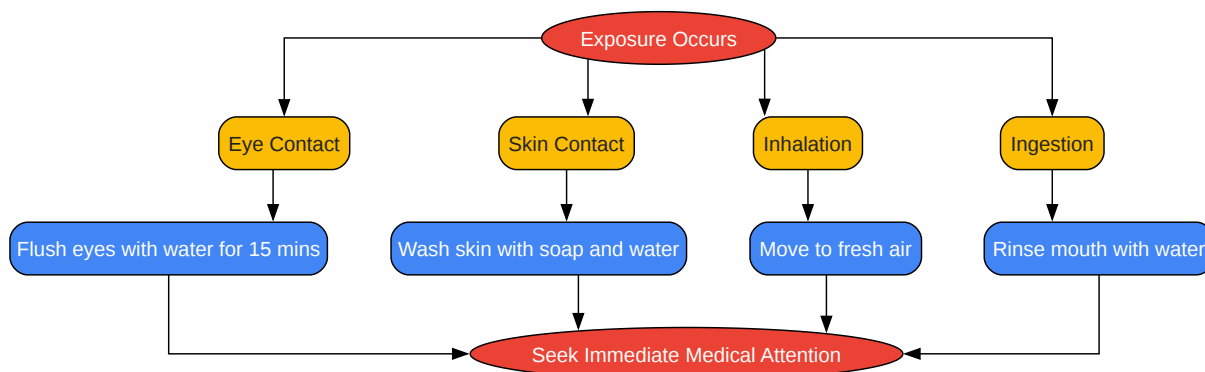 Exposure Occurs
Eye Contact
Skin Contact
Inhalation
Ingestion
Flush eyes with water for 15 mins
Wash skin with soap and water
Move to fresh air
Rinse mouth with water
Seek Immediate Medical Attention